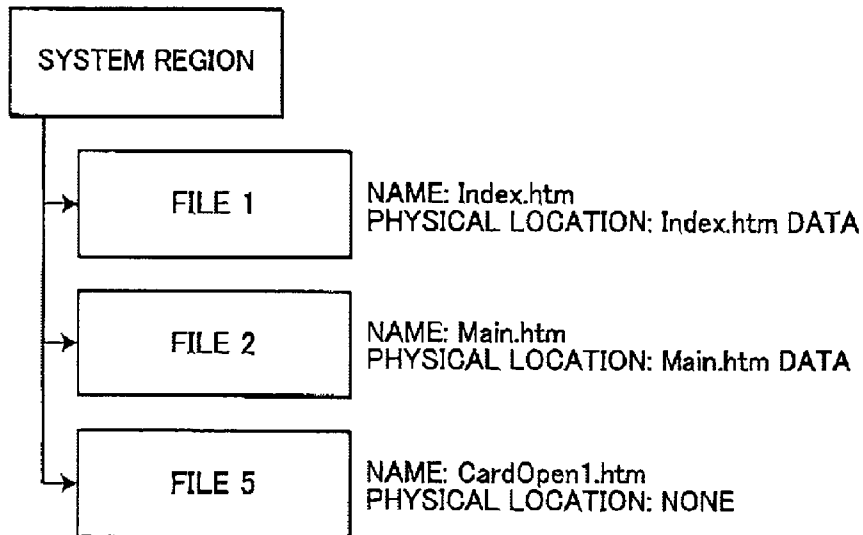 SYSTEM REGION
FILE 1
NAME: Index.htm
PHYSICAL LOCATION: Index.htm DATA
FILE 2
NAME: Main.htm
PHYSICAL LOCATION: Main.htm DATA
FILE 5
NAME: CardOpen1.htm
PHYSICAL LOCATION: NONE